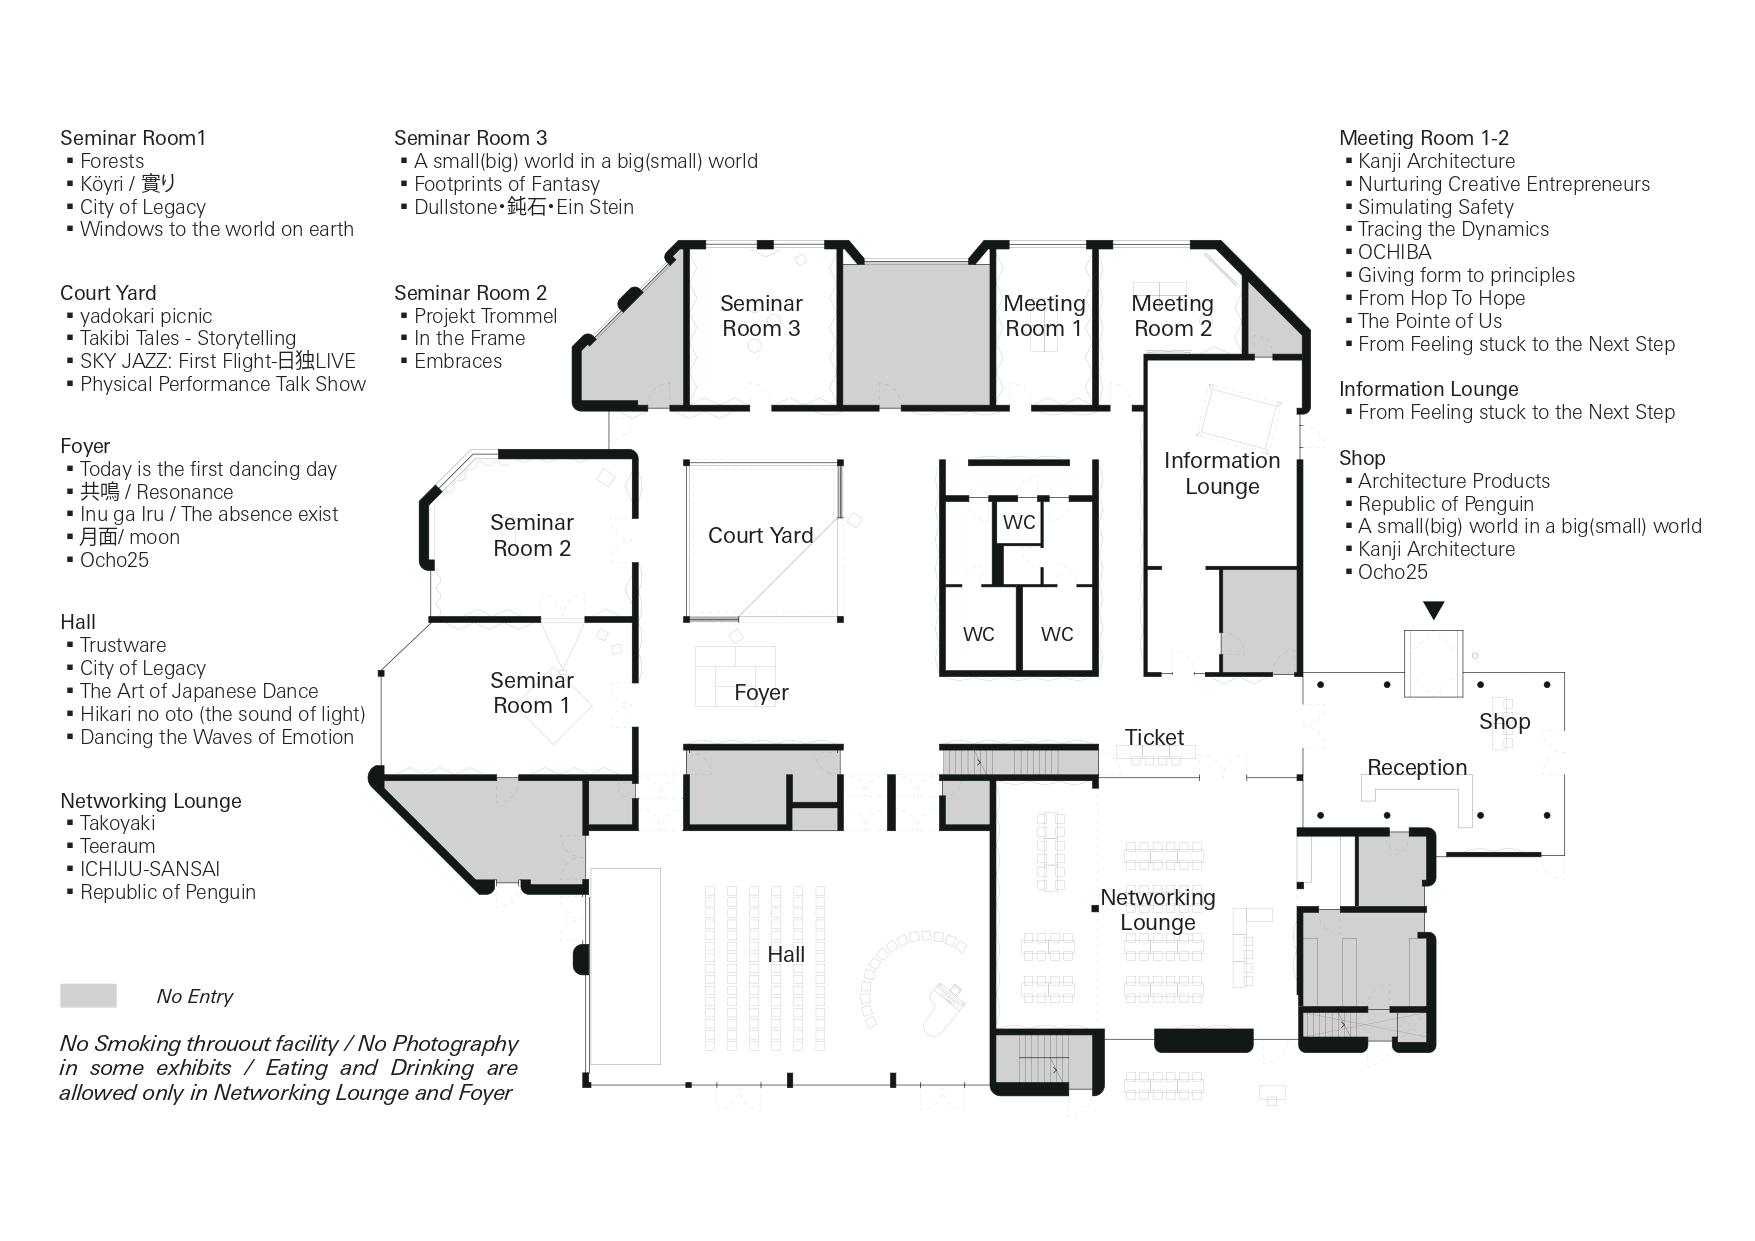 Seminar Room1
▪ Forests
▪ Köyri / 實り
▪ City of Legacy
▪ Windows to the world on earth
Court Yard
▪ yadokari picnic
▪ Takibi Tales - Storytelling
▪ SKY JAZZ: First Flight-日独LIVE
▪ Physical Performance Talk Show
Foyer
▪ Today is the first dancing day
▪ 共鳴 / Resonance
▪ Inu ga Iru / The absence exist
▪ 月面/ moon
▪ Ocho25
Hall
▪ Trustware
▪ City of Legacy
▪ The Art of Japanese Dance
▪ Hikari no oto (the sound of light)
▪ Dancing the Waves of Emotion
Networking Lounge
▪ Takoyaki
▪ Teeraum
▪ ICHIJU-SANSAI
▪ Republic of Penguin
No Entry
No Smoking throuout facility / No Photography
in some exhibits / Eating and Drinking are
allowed only in Networking Lounge and Foyer
Seminar Room 3
▪ A small(big) world in a big(small) world
▪ Footprints of Fantasy
▪ Dullstone・鈍石・Ein Stein
Seminar Room 2
▪ Projekt Trommel
▪ In the Frame
▪ Embraces
Meeting Room 1-2
▪ Kanji Architecture
▪ Nurturing Creative Entrepreneurs
▪ Simulating Safety
▪ Tracing the Dynamics
▪ OCHIBA
▪ Giving form to principles
▪ From Hop To Hope
▪ The Pointe of Us
▪ From Feeling stuck to the Next Step
Information Lounge
▪ From Feeling stuck to the Next Step
Shop
▪ Architecture Products
▪ Republic of Penguin
▪ A small(big) world in a big(small) world
▪ Kanji Architecture
▪ Ocho25
Seminar
Room 3
Meeting
Room 1
Meeting
Room 2
Information
Lounge
Seminar
Room 2
Court Yard
WC
WC
WC
Seminar
Room 1
Foyer
Ticket
Shop
Reception
Networking
Lounge
Hall